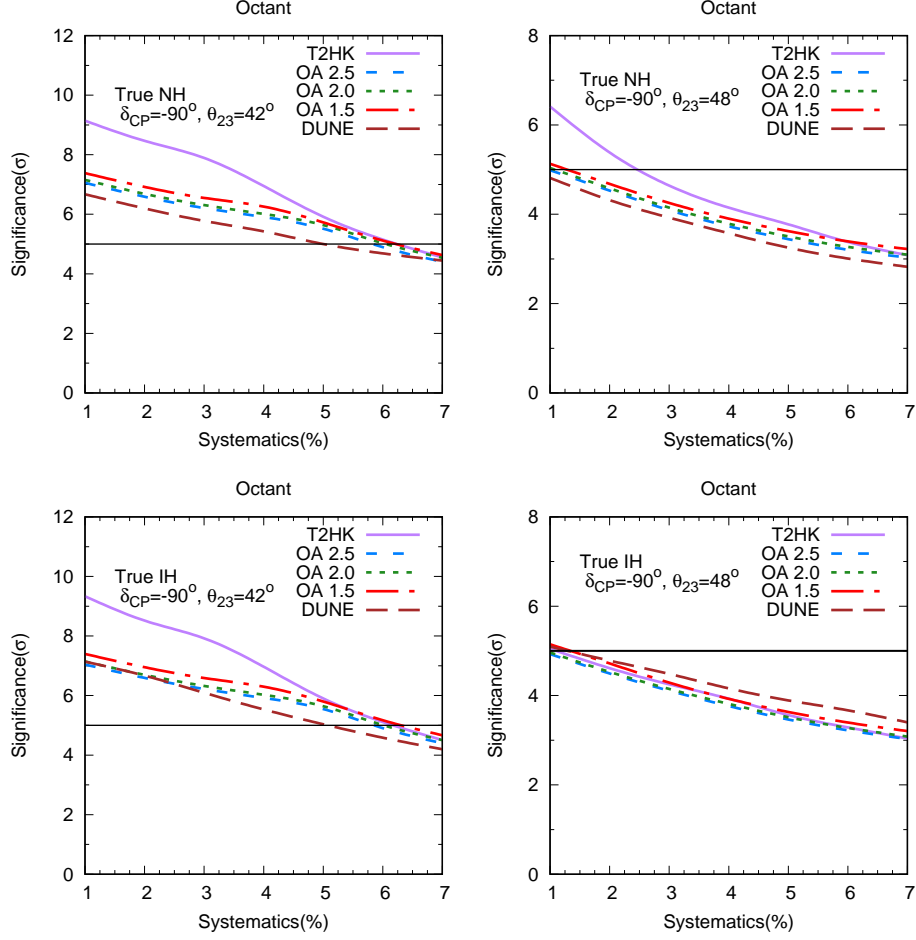 Octant
12
10
8
6
4
2
0
Significance(σ)
True NH
δCP=-90°, θ23=42°
T2HK
OA 2.5
OA 2.0
OA 1.5
DUNE
1 2 3 4 5 6 7
Systematics(%)
Octant
8
6
4
2
0
Significance(σ)
True NH
δCP=-90°, θ23=48°
T2HK
OA 2.5
OA 2.0
OA 1.5
DUNE
1 2 3 4 5 6 7
Systematics(%)
Octant
12
10
8
6
4
2
0
Significance(σ)
True IH
δCP=-90°, θ23=42°
T2HK
OA 2.5
OA 2.0
OA 1.5
DUNE
1 2 3 4 5 6 7
Systematics(%)
Octant
8
6
4
2
0
Significance(σ)
True IH
δCP=-90°, θ23=48°
T2HK
OA 2.5
OA 2.0
OA 1.5
DUNE
1 2 3 4 5 6 7
Systematics(%)